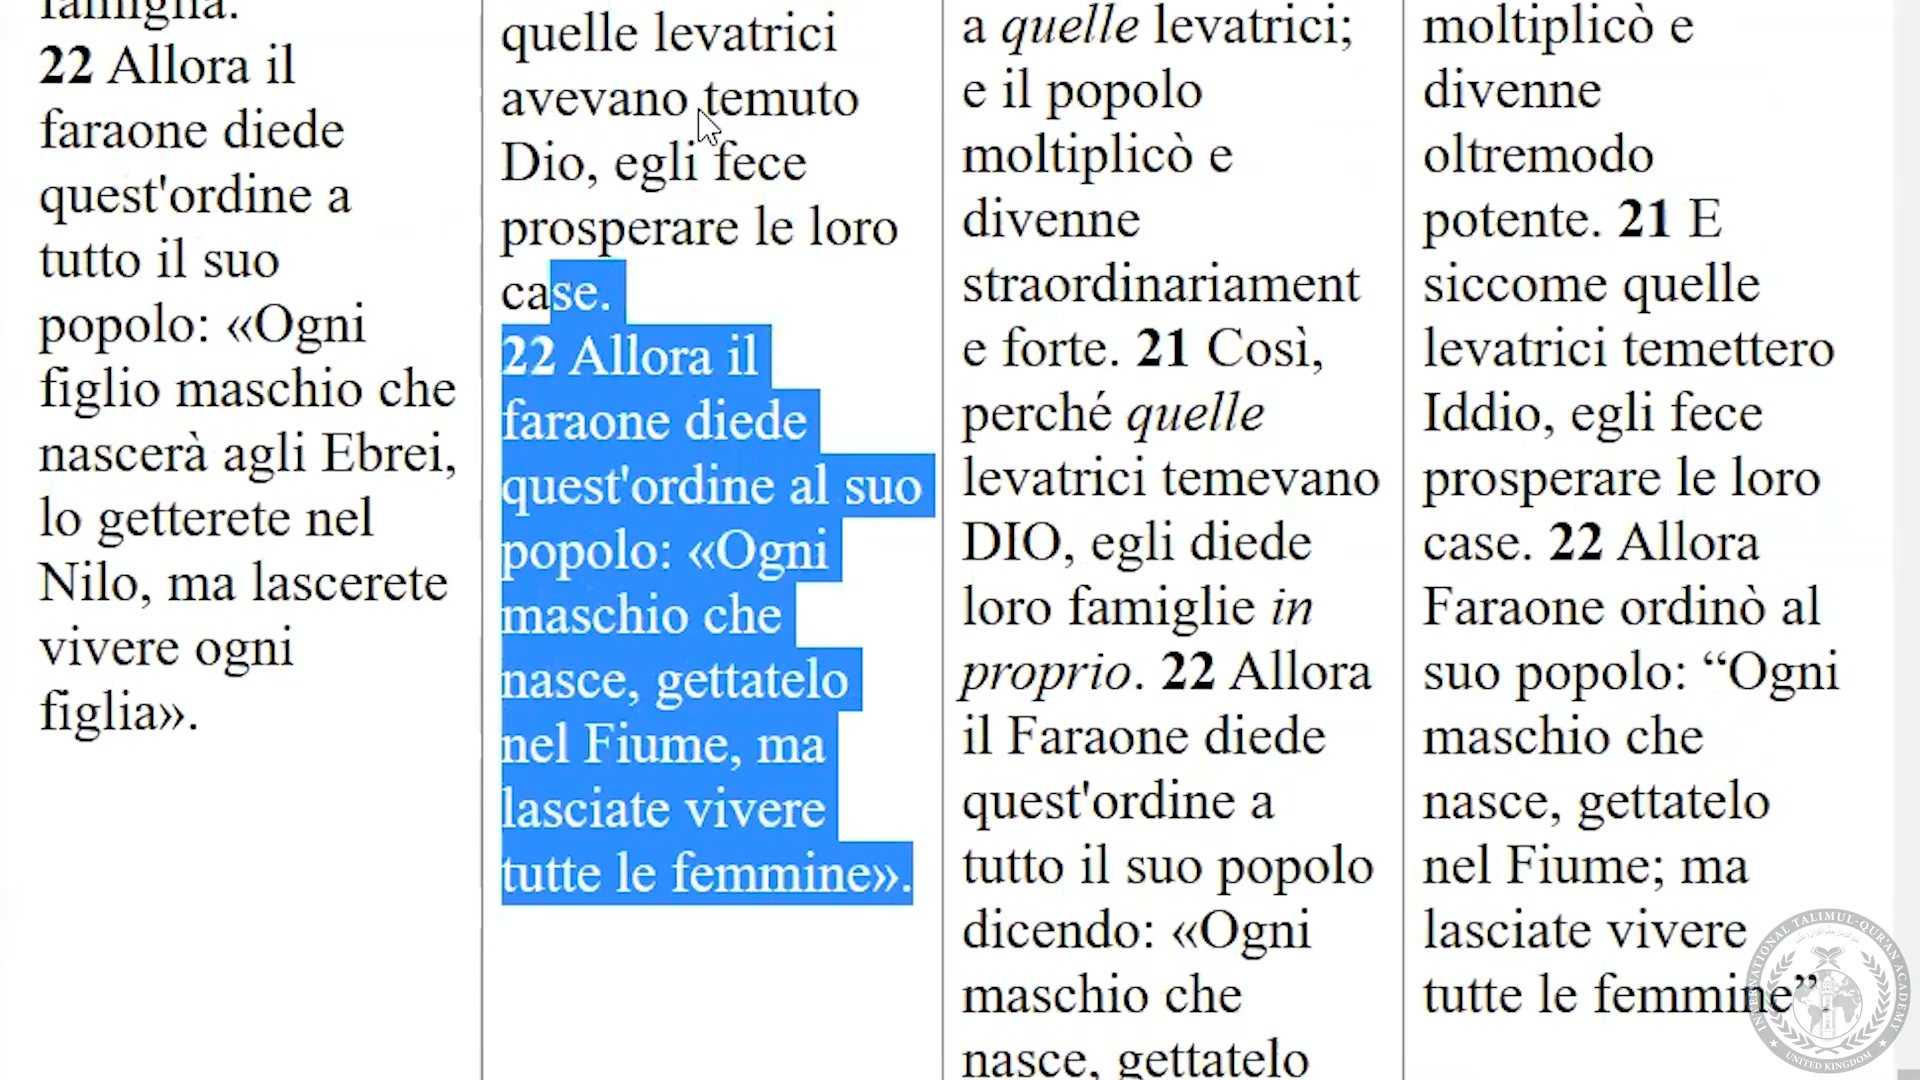 famiglia.
22 Allora il
faraone diede
quest'ordine a
tutto il suo
popolo: «Ogni
figlio maschio che
nascerà agli Ebrei,
lo getterete nel
Nilo, ma lascerete
vivere ogni
figlia».
quelle levatrici
avevano temuto
Dio, egli fece
prosperare le loro
case.
22 Allora il
faraone diede
quest'ordine al suo
popolo: «Ogni
maschio che
nasce, gettatelo
nel Fiume, ma
lasciate vivere
tutte le femmine».
a quelle levatrici;
e il popolo
moltiplicò e
divenne
straordinariament
e forte. 21 Così,
perché quelle
levatrici temevano
DIO, egli diede
loro famiglie in
proprio. 22 Allora
il Faraone diede
quest'ordine a
tutto il suo popolo
dicendo: «Ogni
maschio che
nasce, gettatelo
moltiplicò e
divenne
oltremodo
potente. 21 E
siccome quelle
levatrici temettero
Iddio, egli fece
prosperare le loro
case. 22 Allora
Faraone ordinò al
suo popolo: “Ogni
maschio che
nasce, gettatelo
nel Fiume; ma
lasciate vivere
tutte le femmine”.
INTERNATIONAL TALIMUL-QUR'AN ACADEMY
UNITED KINGDOM